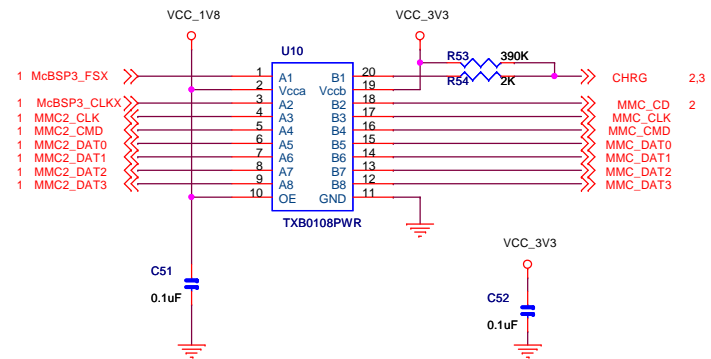 VCC_1V8 VCC_3V3
U10
R53 390K
1 McBSP3_FSX 1 A1 B1 20 R54 2K CHRG 2,3
2 Vcca Vccb 19
1 McBSP3_CLKX 3 A2 B2 18 MMC_CD 2
1 MMC2_CLK 4 A3 B3 17 MMC_CLK
1 MMC2_CMD 5 A4 B4 16 MMC_CMD
1 MMC2_DAT0 6 A5 B5 15 MMC_DAT0
1 MMC2_DAT1 7 A6 B6 14 MMC_DAT1
1 MMC2_DAT2 8 A7 B7 13 MMC_DAT2
1 MMC2_DAT3 9 A8 B8 12 MMC_DAT3
10 OE GND 11
TXB0108PWR
VCC_3V3
C51
0.1uF
C52
0.1uF